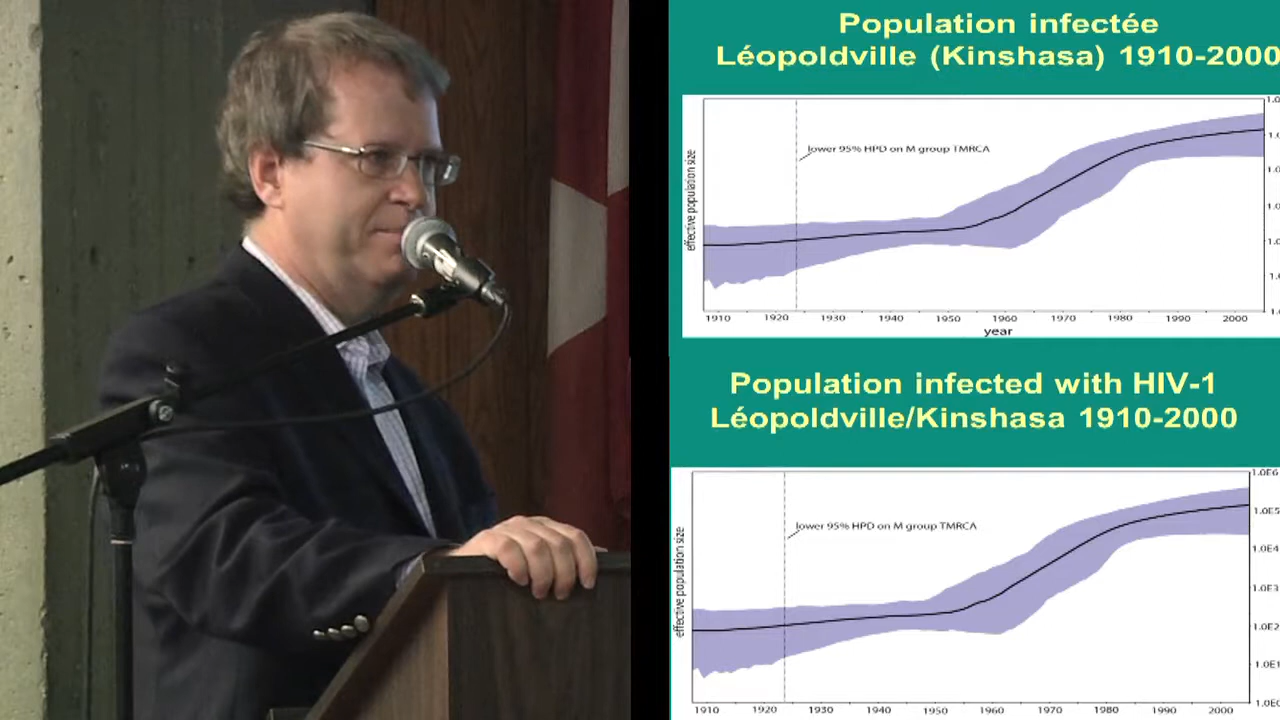 Population infectée
Léopoldville (Kinshasa) 1910-2000
lower 95% HPD on M group TMRCA
effective population size
1910 1920 1930 1940 1950 1960 1970 1980 1990 2000
year
Population infected with HIV-1
Léopoldville/Kinshasa 1910-2000
1.0E6
1.0E5
lower 95% HPD on M group TMRCA
1.0E4
effective population size
1.0E3
1.0E2
1.0E1
1910 1920 1930 1940 1950 1960 1970 1980 1990 2000